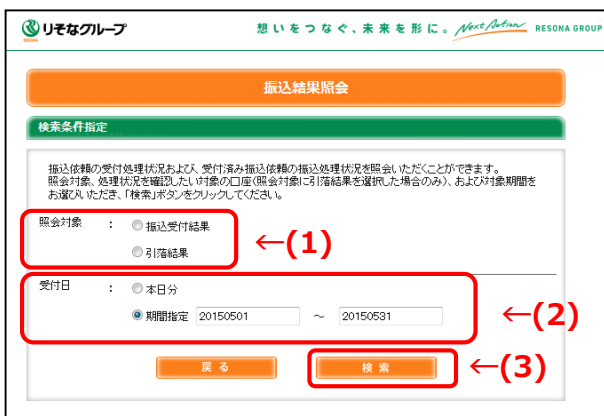 りそなグループ
RESONA
想いをつなぐ、未来を形に。 Next Action RESONA GROUP
振込結果照会
検索条件指定
振込依頼の受付処理状況および、受付済み振込依頼の振込処理状況を照会いただくことができます。
照会対象、処理状況を確認したい対象の口座(照会対象に引落結果を選択した場合のみ)、および対象期間を
お選びいただき、「検索」ボタンをクリックしてください。
照会対象 : 振込受付結果
←(1)
引落結果
受付日 : 本日分
期間指定 20150501 ～ 20150531
←(2)
戻る 検索
←(3)